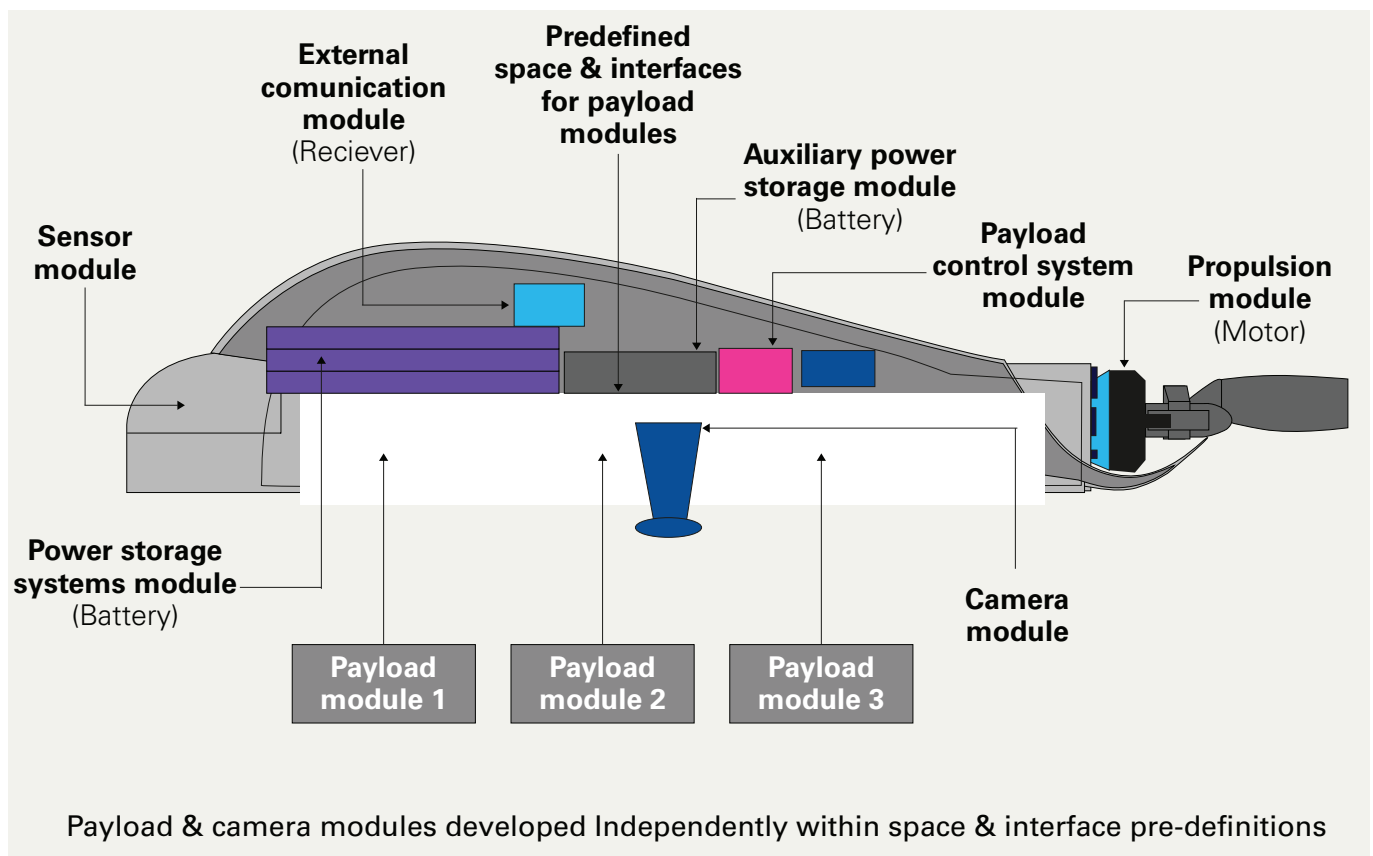 External
comunication
module
(Reciever)
Predefined
space & interfaces
for payload
modules
Auxiliary power
storage module
(Battery)
Sensor
module
Payload
control system
module
Propulsion
module
(Motor)
Power storage
systems module
(Battery)
Camera
module
Payload
module 1
Payload
module 2
Payload
module 3
Payload & camera modules developed Independently within space & interface pre-definitions